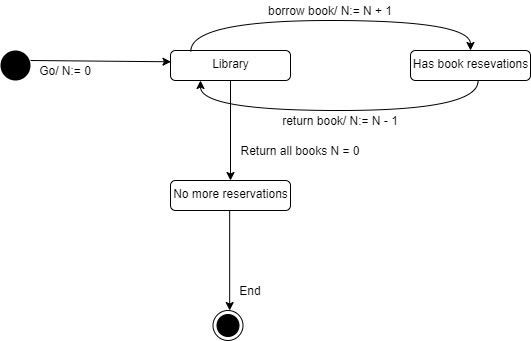 borrow book/ N:= N + 1
Go/ N:= 0
Library
Has book resevations
return book/ N:= N - 1
Return all books N = 0
No more reservations
End